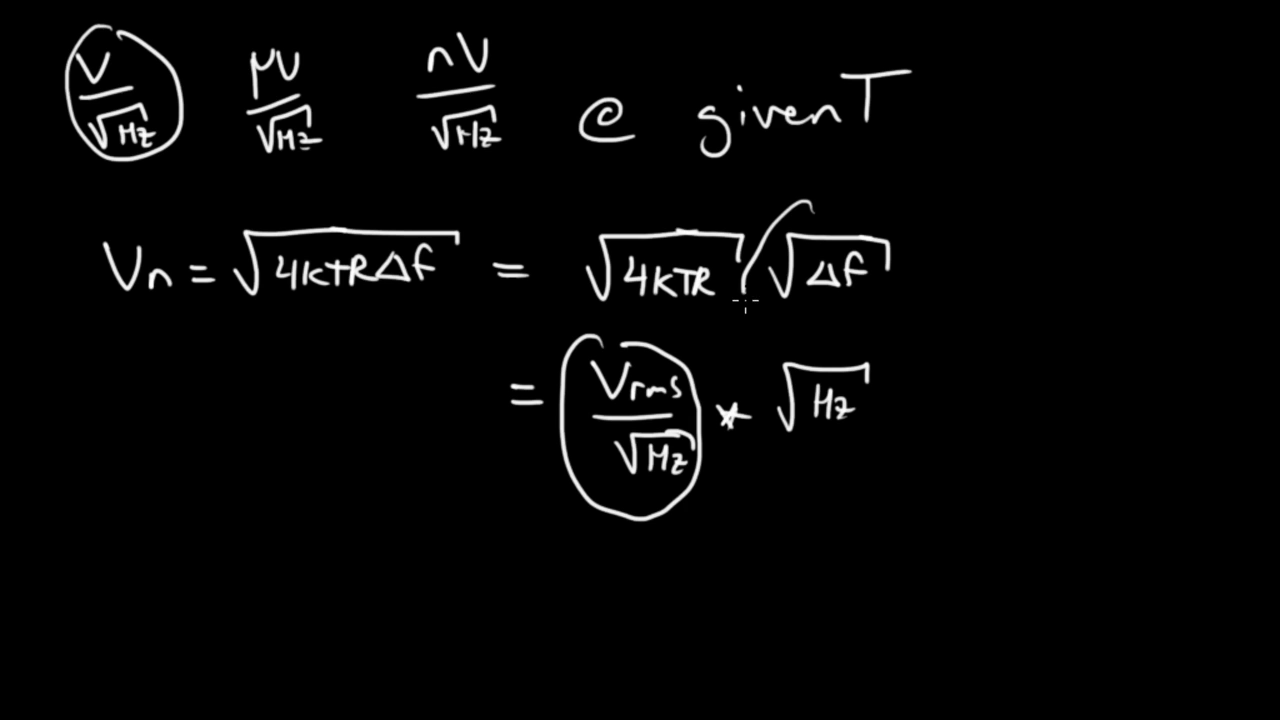 V/√Hz μV/√Hz nV/√Hz @ given T
Vn = √4kTRΔf = √4kTR √Δf
= Vrms/√Hz * √Hz